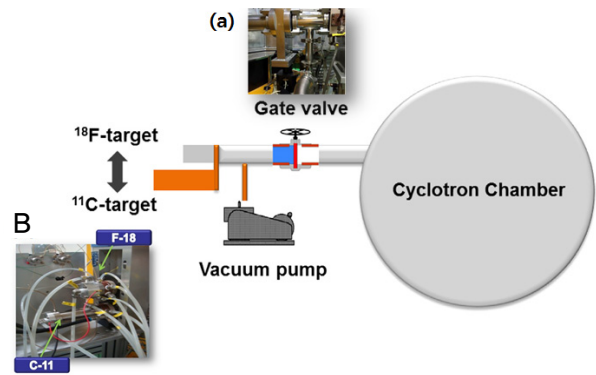 (a)
Gate valve
¹⁸F-target
¹¹C-target
Cyclotron Chamber
B
F-18
Vacuum pump
C-11